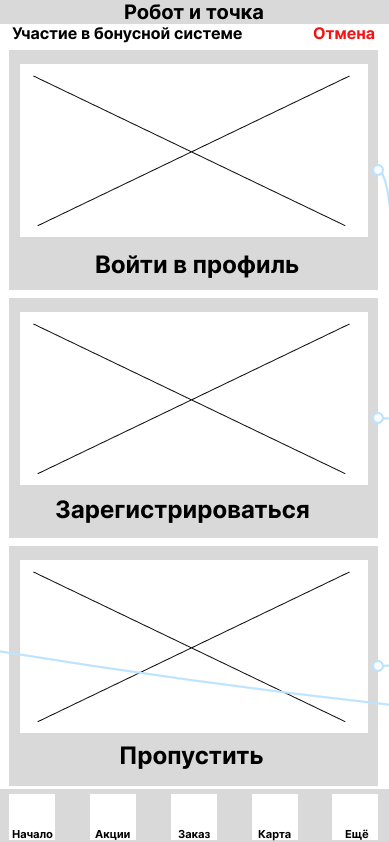 Робот и точка
Участие в бонусной системе Отмена
Войти в профиль
Зарегистрироваться
Пропустить
Начало Акции Заказ Карта Ещё